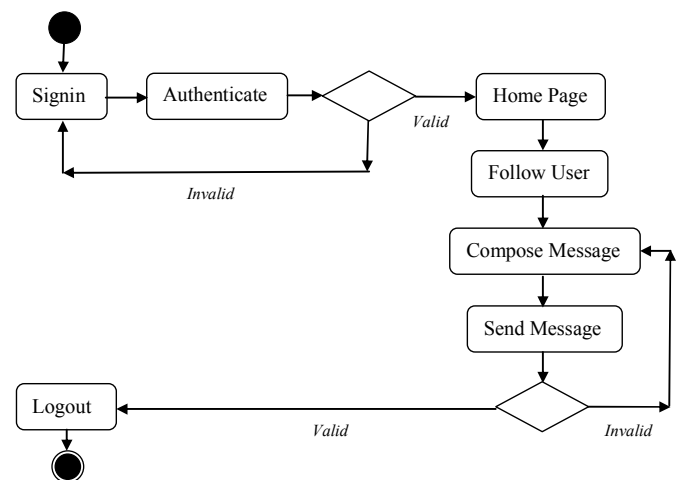 Signin
Authenticate
Valid
Home Page
Invalid
Follow User
Compose Message
Send Message
Logout
Valid
Invalid